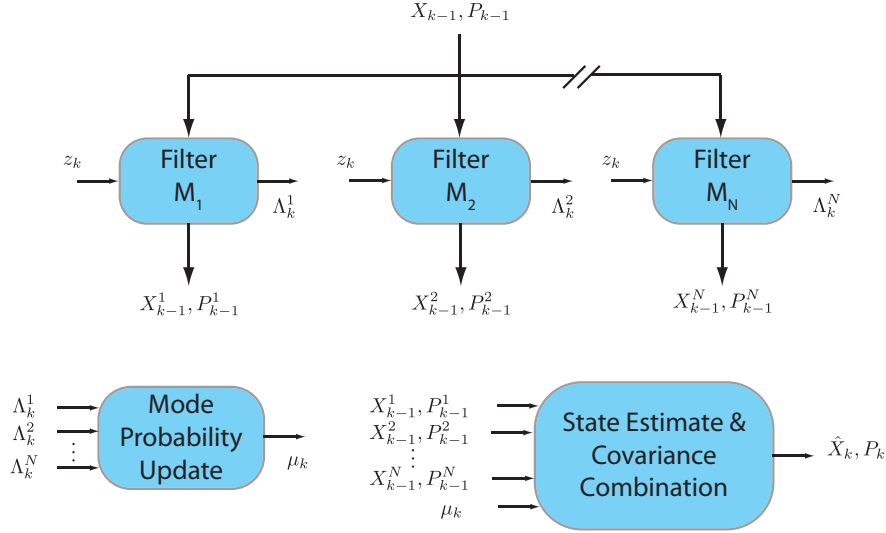 X_{k-1}, P_{k-1}
z_k
Filter
M_1
Λ_k^1
z_k
Filter
M_2
Λ_k^2
z_k
Filter
M_N
Λ_k^N
X_{k-1}^1, P_{k-1}^1
X_{k-1}^2, P_{k-1}^2
X_{k-1}^N, P_{k-1}^N
Λ_k^1
Λ_k^2
⋮
Λ_k^N
Mode
Probability
Update
μ_k
X_{k-1}^1, P_{k-1}^1
X_{k-1}^2, P_{k-1}^2
⋮
X_{k-1}^N, P_{k-1}^N
μ_k
State Estimate &
Covariance
Combination
X̂_k, P_k